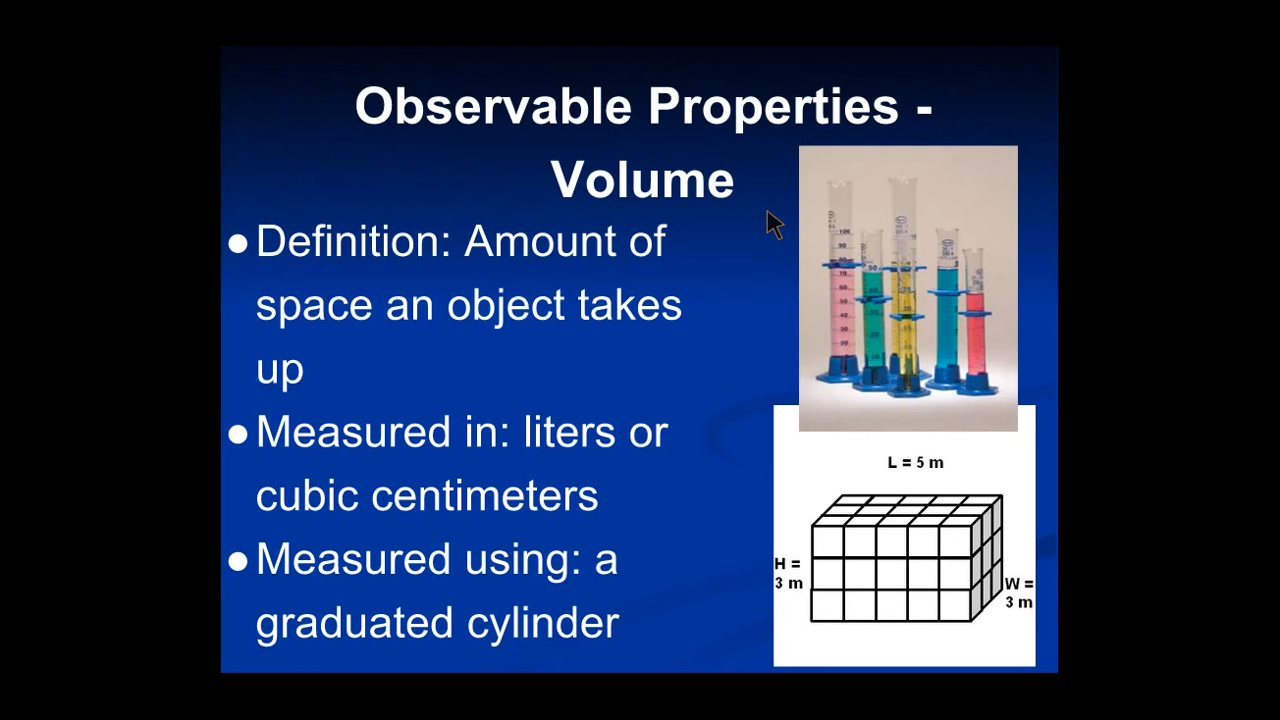 Observable Properties -
Volume
●Definition: Amount of
space an object takes
up
●Measured in: liters or
cubic centimeters
●Measured using: a
graduated cylinder
L = 5 m
H =
3 m
W =
3 m